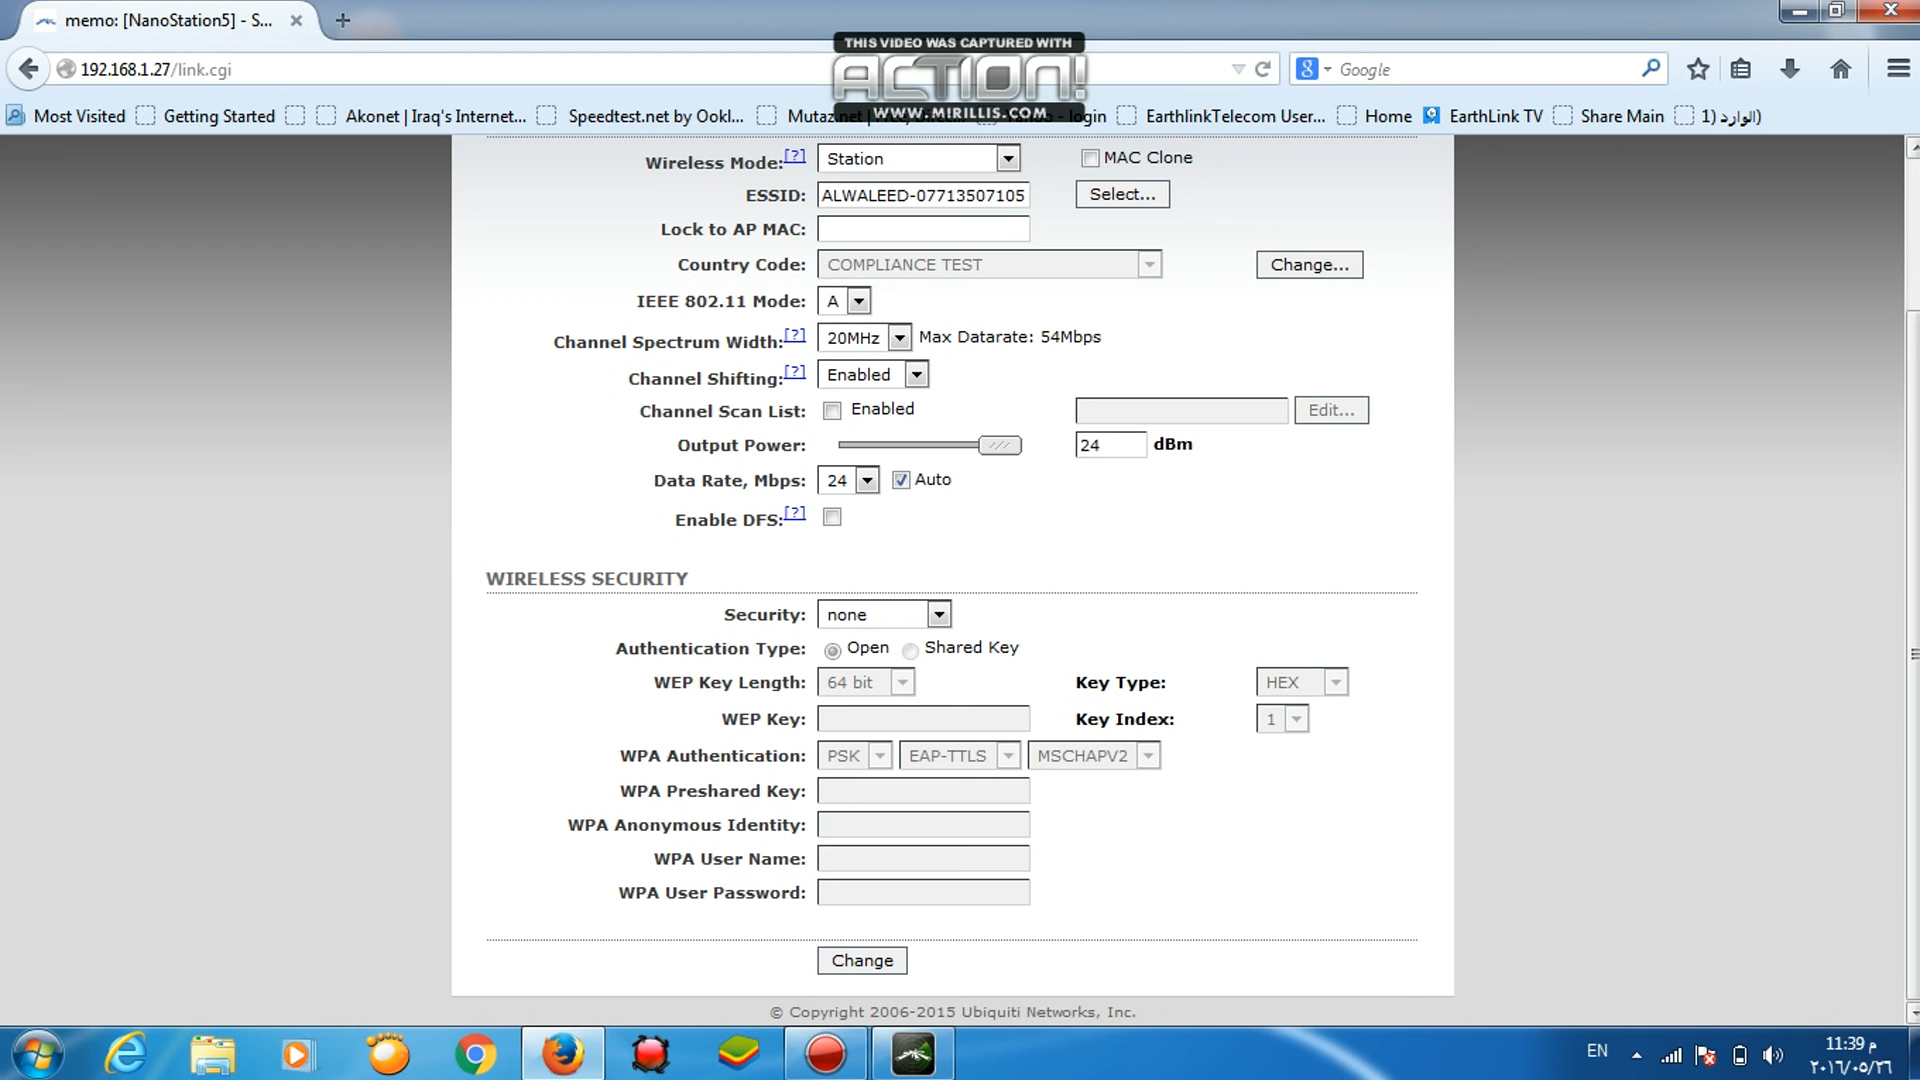 memo: [NanoStation5] - S...
THIS VIDEO WAS CAPTURED WITH
ACTION!
WWW.MIRILLIS.COM
192.168.1.27/link.cgi
Google
Most Visited Getting Started Akonet | Iraq's Internet... Speedtest.net by Ookl... Mutaz.net login EarthlinkTelecom User... Home EarthLink TV Share Main (الوارد (1
Wireless Mode:[?] Station MAC Clone
ESSID: ALWALEED-07713507105 Select...
Lock to AP MAC:
Country Code: COMPLIANCE TEST Change...
IEEE 802.11 Mode: A
Channel Spectrum Width:[?] 20MHz Max Datarate: 54Mbps
Channel Shifting:[?] Enabled
Channel Scan List: Enabled Edit...
Output Power: 24 dBm
Data Rate, Mbps: 24 Auto
Enable DFS:[?]
WIRELESS SECURITY
Security: none
Authentication Type: Open Shared Key
WEP Key Length: 64 bit Key Type: HEX
WEP Key: Key Index: 1
WPA Authentication: PSK EAP-TTLS MSCHAPV2
WPA Preshared Key:
WPA Anonymous Identity:
WPA User Name:
WPA User Password:
Change
© Copyright 2006-2015 Ubiquiti Networks, Inc.
EN
11:39 م
٢٠١٦/٠٥/٢٦